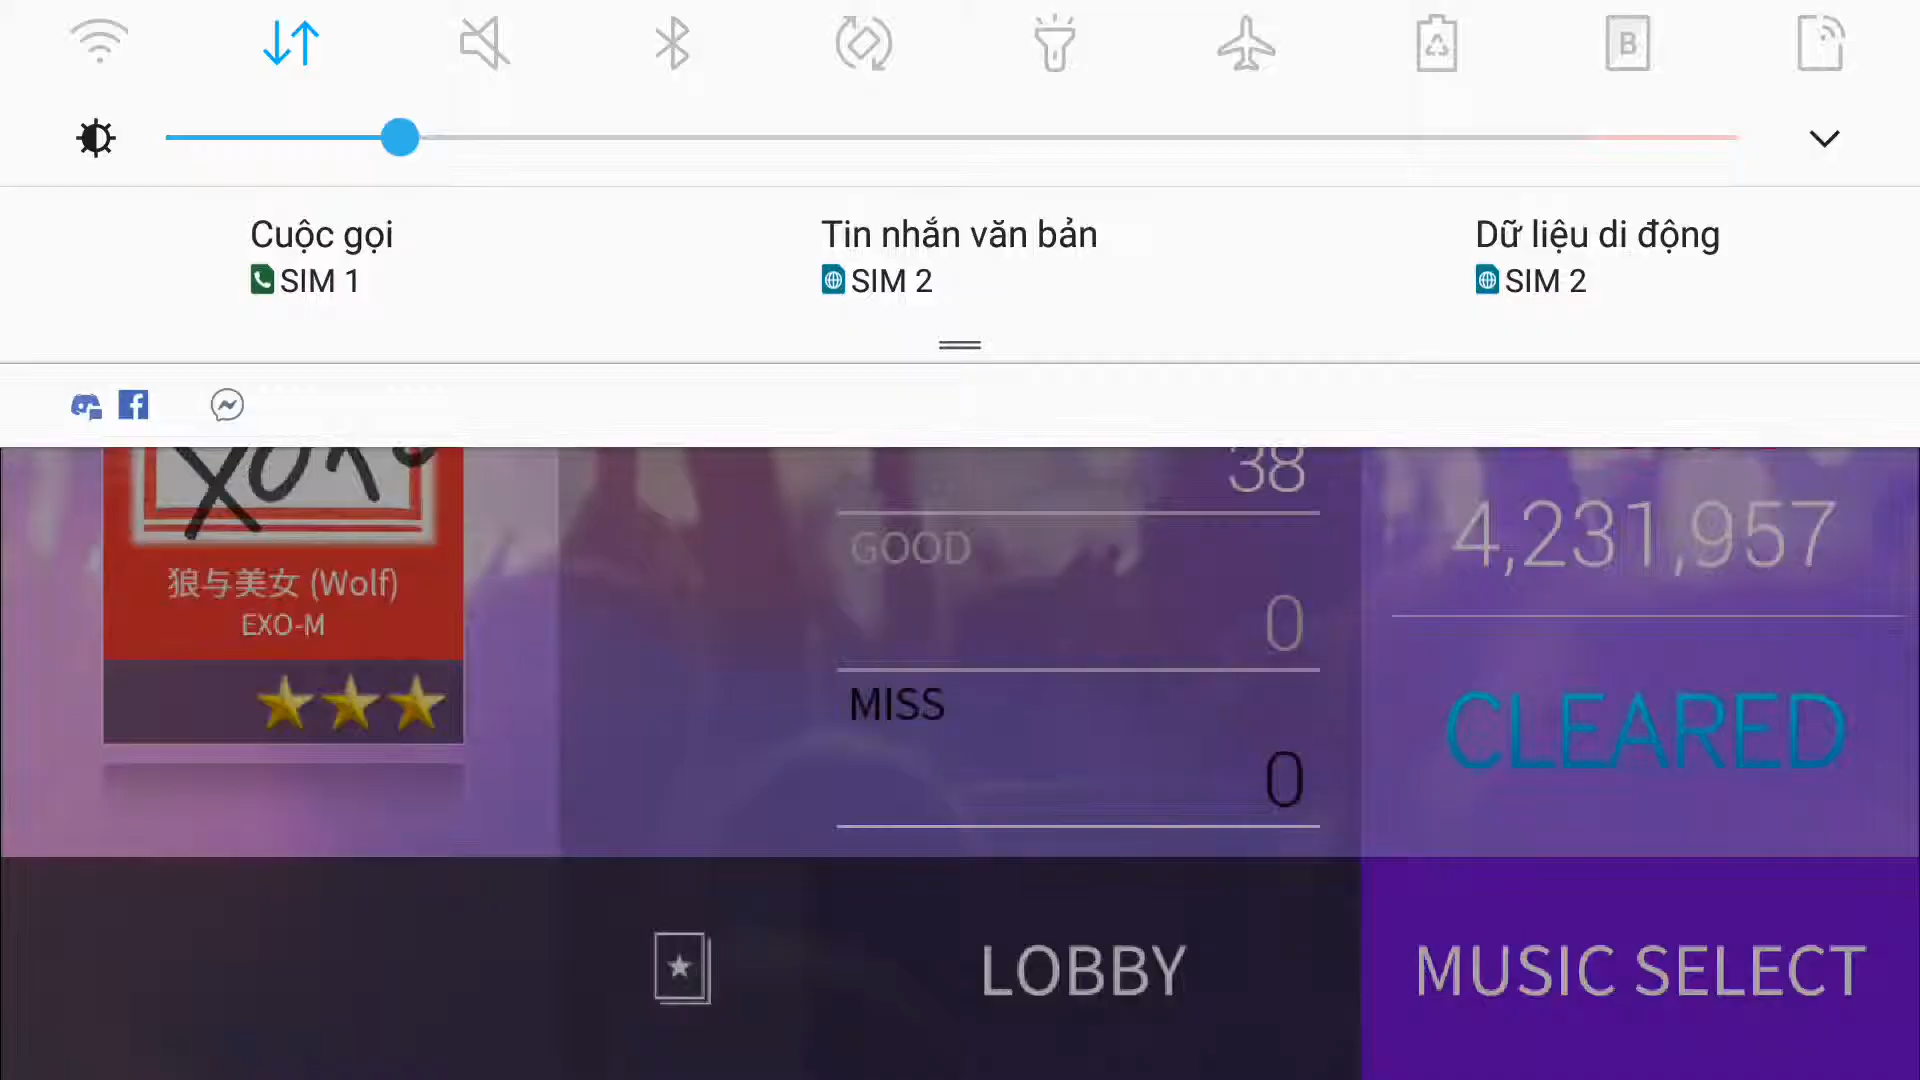 B
Cuộc gọi
SIM 1
Tin nhắn văn bản
SIM 2
Dữ liệu di động
SIM 2
XOXO
狼与美女 (Wolf)
EXO-M
38
GOOD
0
MISS
0
4,231,957
CLEARED
LOBBY
MUSIC SELECT